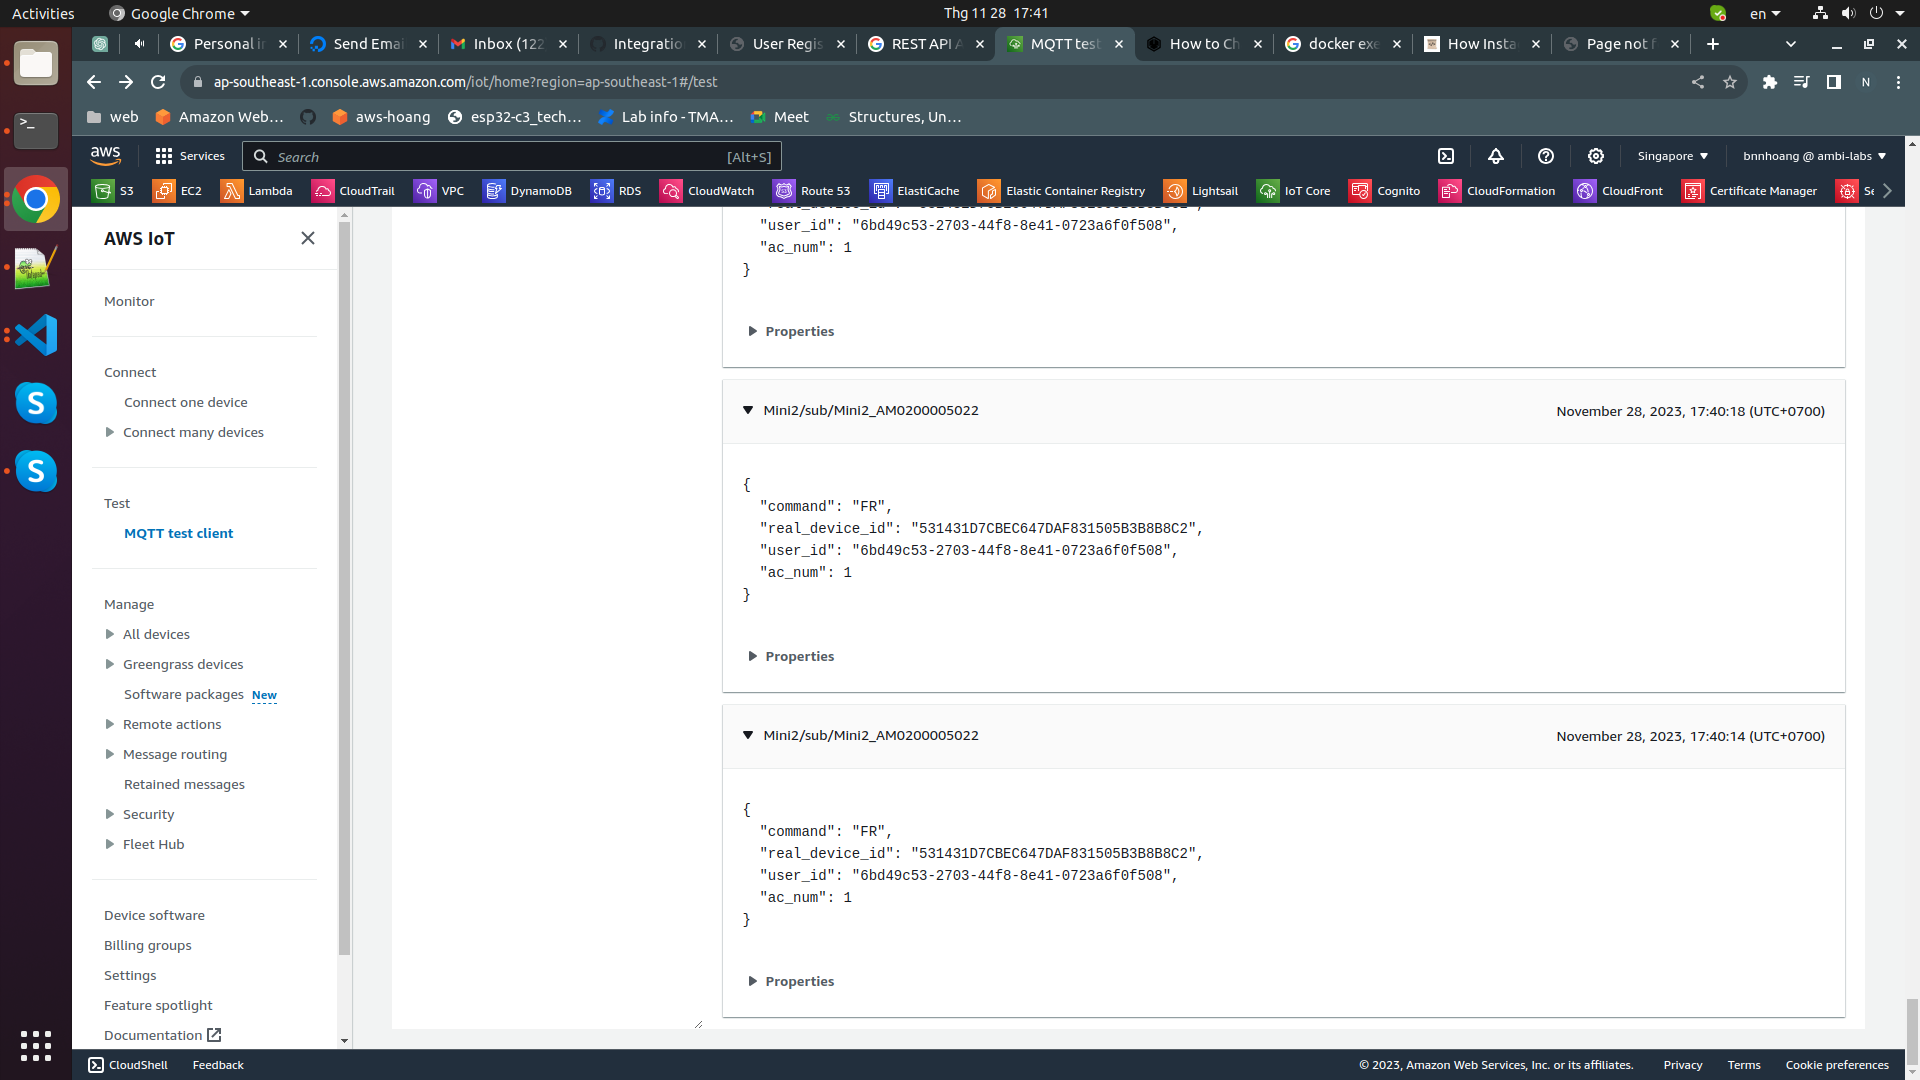 Activities
Google Chrome
Thg 11 28 17:41
en
Personal i
Send Emai
Inbox (122
Integratio
User Regis
REST API A
MQTT test
How to Ch
docker exe
How Insta
Page not f
ap-southeast-1.console.aws.amazon.com/iot/home?region=ap-southeast-1#/test
N
web
Amazon Web…
aws-hoang
esp32-c3_tech…
Lab info - TMA…
Meet
Structures, Un…
aws
Services
Search
[Alt+S]
Singapore
bnnhoang @ ambi-labs
S3
EC2
Lambda
CloudTrail
VPC
DynamoDB
RDS
CloudWatch
Route 53
ElastiCache
Elastic Container Registry
Lightsail
IoT Core
Cognito
CloudFormation
CloudFront
Certificate Manager
Se
AWS IoT
Monitor
Connect
Connect one device
Connect many devices
Test
MQTT test client
Manage
All devices
Greengrass devices
Software packages New
Remote actions
Message routing
Retained messages
Security
Fleet Hub
Device software
Billing groups
Settings
Feature spotlight
Documentation
"user_id": "6bd49c53-2703-44f8-8e41-0723a6f0f508",
"ac_num": 1
}
Properties
Mini2/sub/Mini2_AM0200005022
November 28, 2023, 17:40:18 (UTC+0700)
{
"command": "FR",
"real_device_id": "531431D7CBEC647DAF831505B3B8B8C2",
"user_id": "6bd49c53-2703-44f8-8e41-0723a6f0f508",
"ac_num": 1
}
Properties
Mini2/sub/Mini2_AM0200005022
November 28, 2023, 17:40:14 (UTC+0700)
{
"command": "FR",
"real_device_id": "531431D7CBEC647DAF831505B3B8B8C2",
"user_id": "6bd49c53-2703-44f8-8e41-0723a6f0f508",
"ac_num": 1
}
Properties
CloudShell
Feedback
© 2023, Amazon Web Services, Inc. or its affiliates.
Privacy
Terms
Cookie preferences